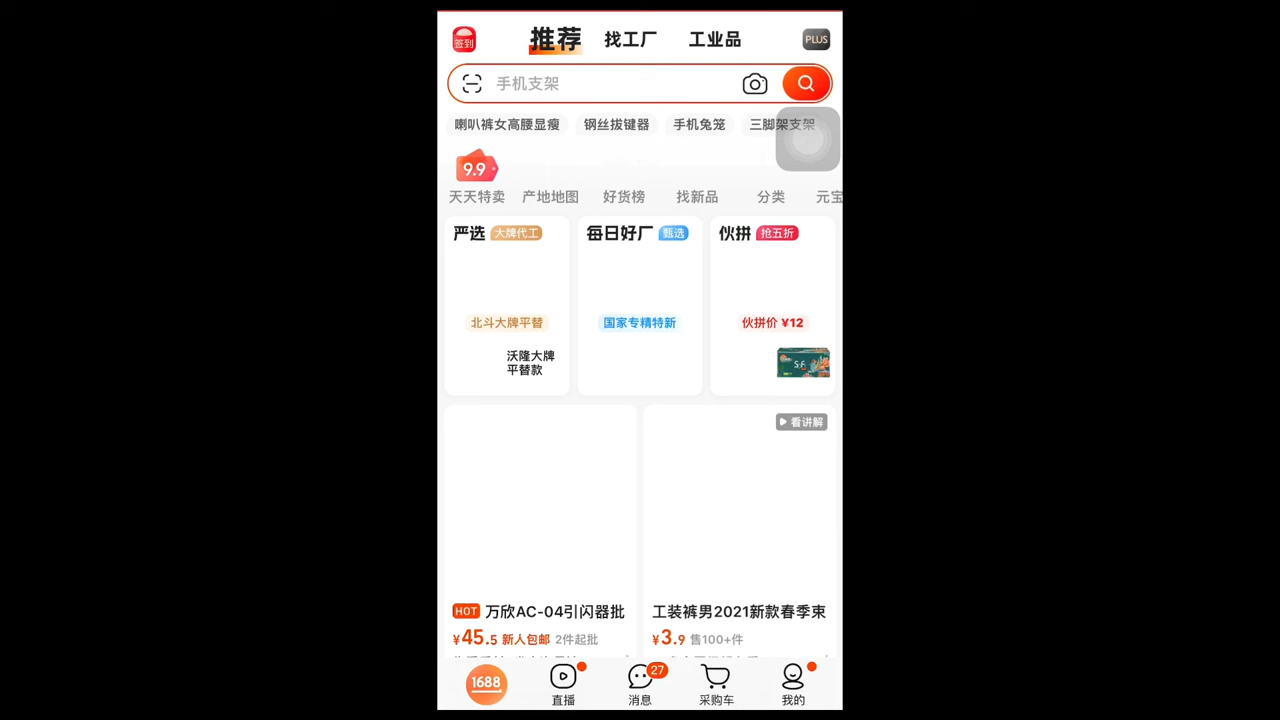 签到
推荐 找工厂 工业品 PLUS
手机支架
喇叭裤女高腰显瘦 钢丝拔键器 手机兔笼 三脚架支架
9.9
天天特卖 产地地图 好货榜 找新品 分类 元宝
严选 大牌代工 每日好厂 甄选 伙拼 抢五折
北斗大牌平替 国家专精特新 伙拼价 ¥12
沃隆大牌
平替款
看讲解
HOT 万欣AC-04引闪器批 工装裤男2021新款春季束
¥45.5 新人包邮 2件起批 ¥3.9 售100+件
27
1688 直播 消息 采购车 我的